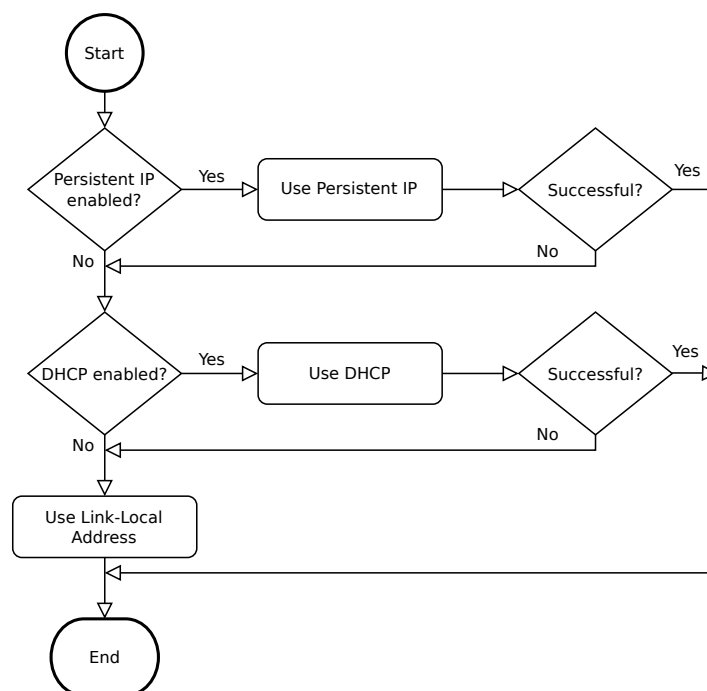 Start
Persistent IP
enabled?
Yes
Use Persistent IP
Successful?
Yes
No
No
DHCP enabled?
Yes
Use DHCP
Successful?
Yes
No
No
Use Link-Local
Address
End